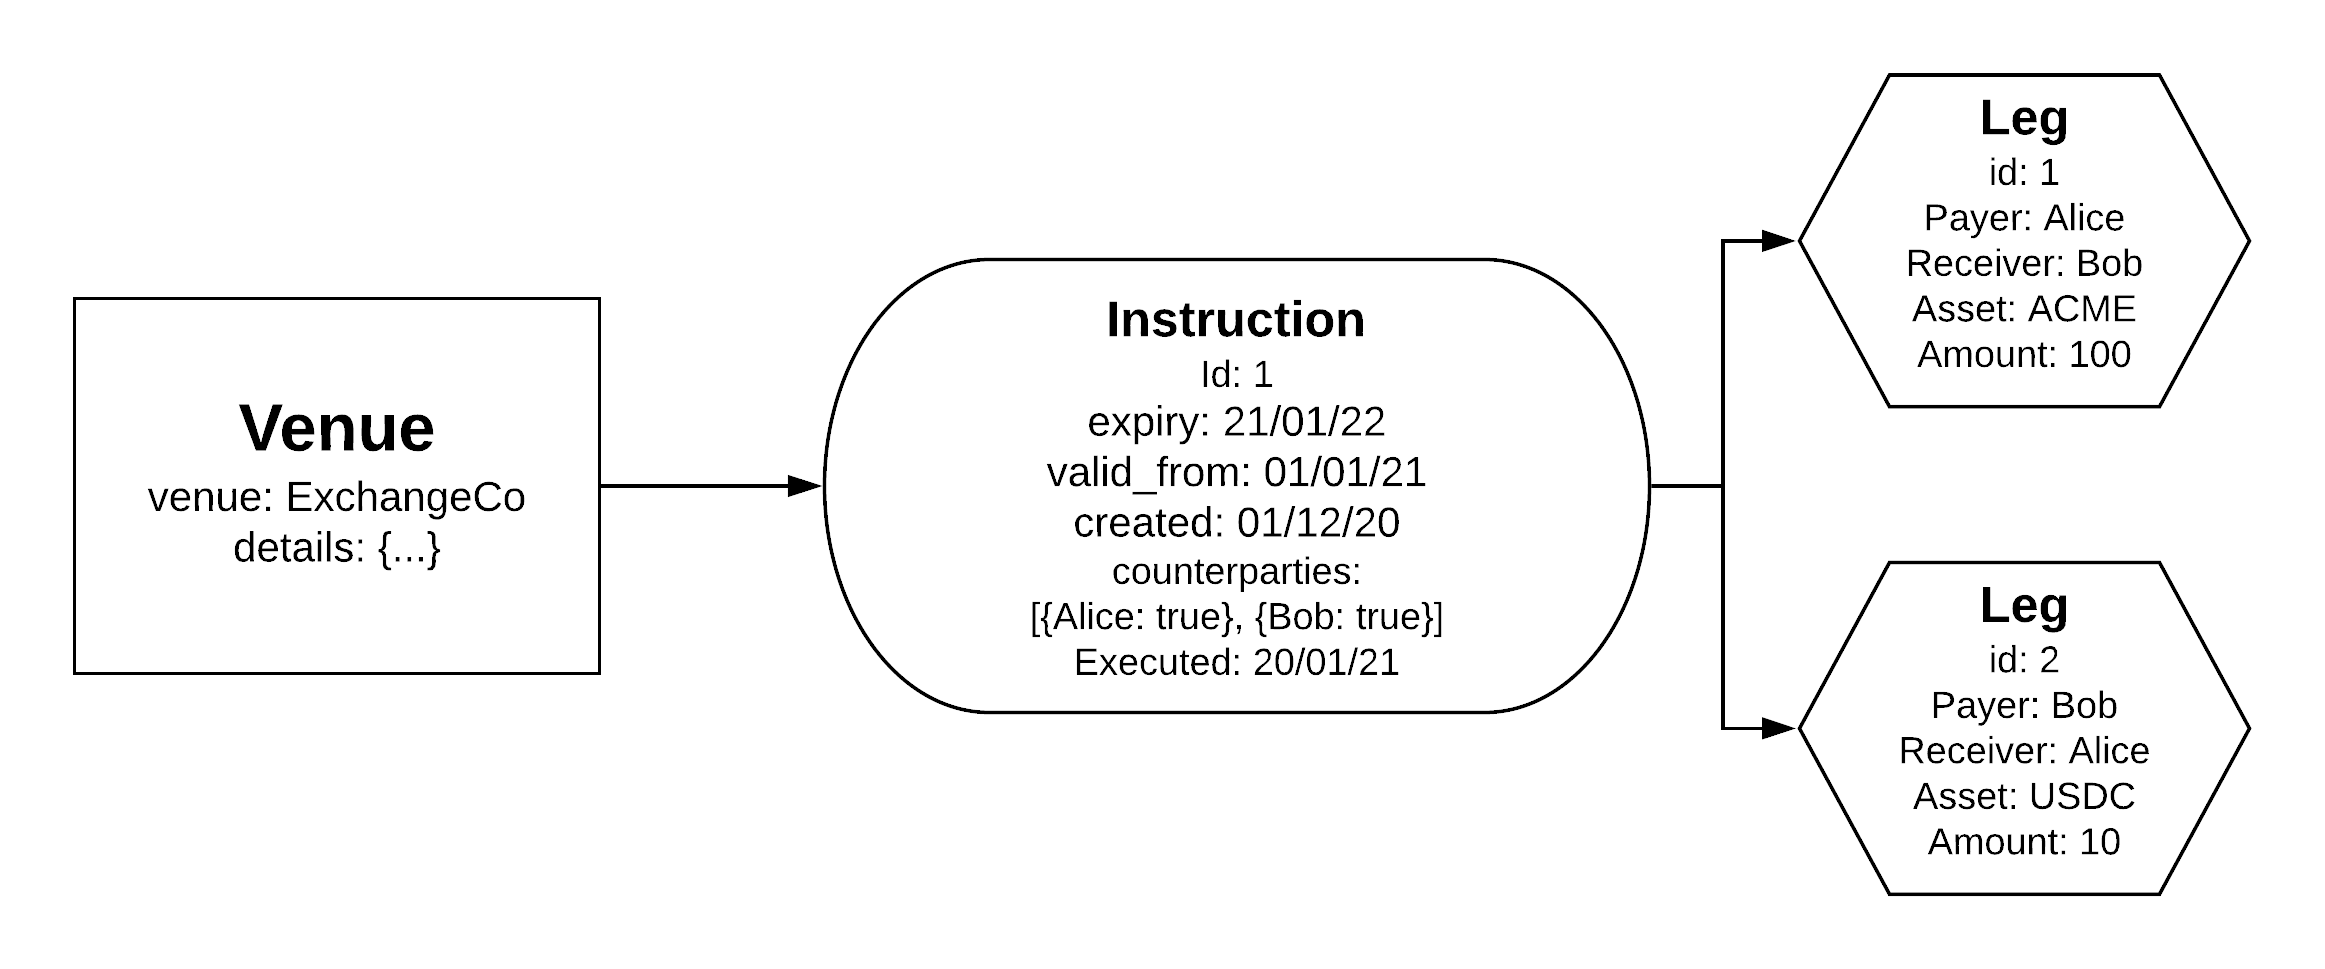 Venue
venue: ExchangeCo
details: {...}
Instruction
Id: 1
expiry: 21/01/22
valid_from: 01/01/21
created: 01/12/20
counterparties:
[{Alice: true}, {Bob: true}]
Executed: 20/01/21
Leg
id: 1
Payer: Alice
Receiver: Bob
Asset: ACME
Amount: 100
Leg
id: 2
Payer: Bob
Receiver: Alice
Asset: USDC
Amount: 10